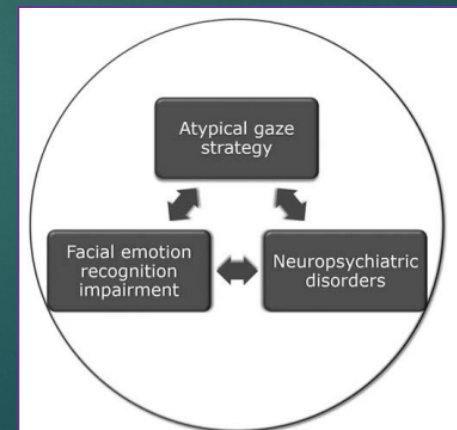 Atypical gaze
strategy
Facial emotion
recognition
impairment
Neuropsychiatric
disorders